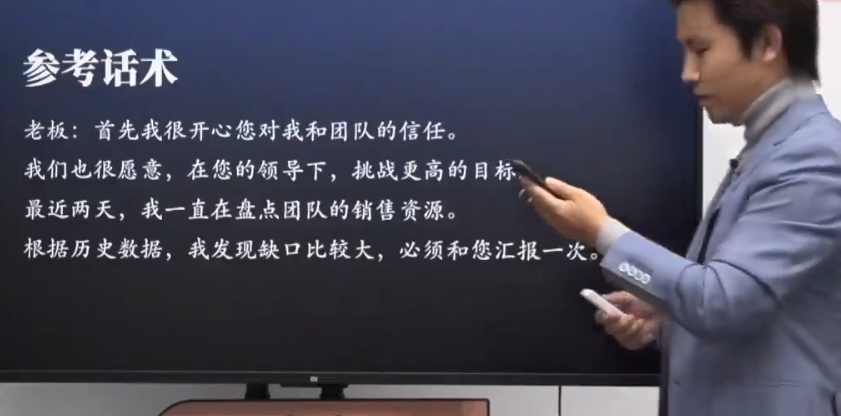 参考话术
老板：首先我很开心您对我和团队的信任。
我们也很愿意，在您的领导下，挑战更高的目标
最近两天，我一直在盘点团队的销售资源。
根据历史数据，我发现缺口比较大，必须和您汇报一次。